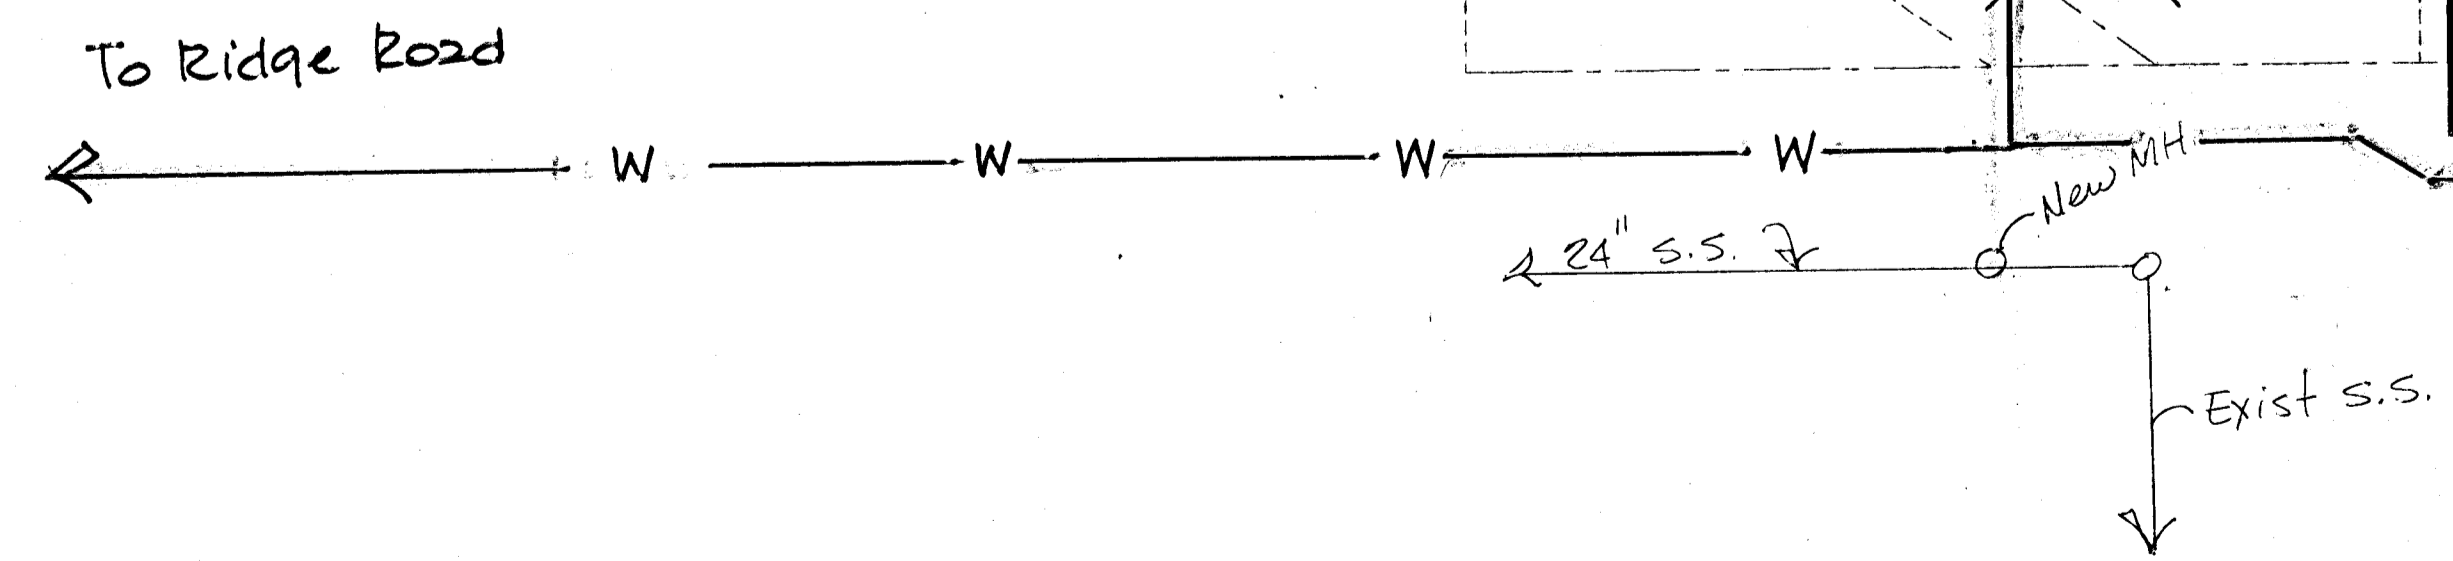 To Ridge Road
W W W W
New MH
24" S.S.
Exist S.S.